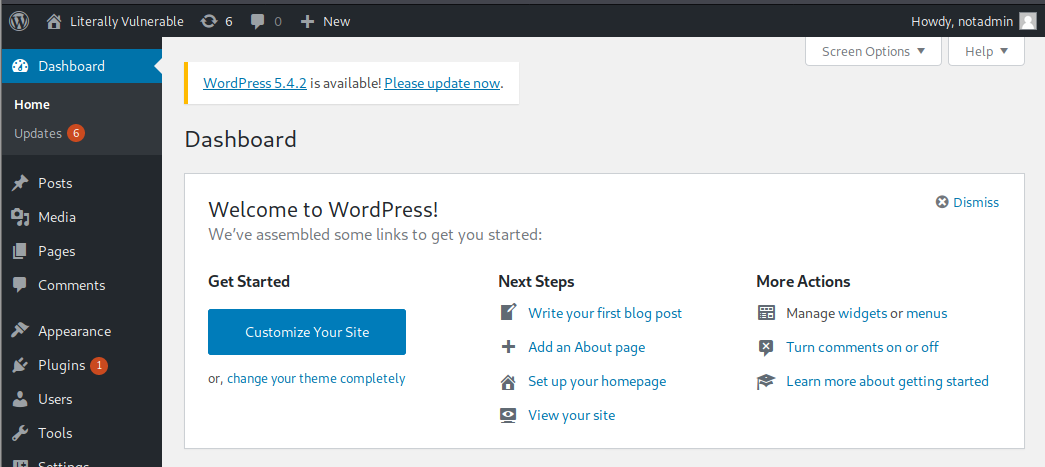 Literally Vulnerable 6 0 New Howdy, notadmin
Screen Options Help
Dashboard
Home
Updates 6
Posts
Media
Pages
Comments
Appearance
Plugins 1
Users
Tools
Settings
WordPress 5.4.2 is available! Please update now.
Dashboard
Welcome to WordPress!
Dismiss
We've assembled some links to get you started:
Get Started
Customize Your Site
or, change your theme completely
Next Steps
Write your first blog post
Add an About page
Set up your homepage
View your site
More Actions
Manage widgets or menus
Turn comments on or off
Learn more about getting started